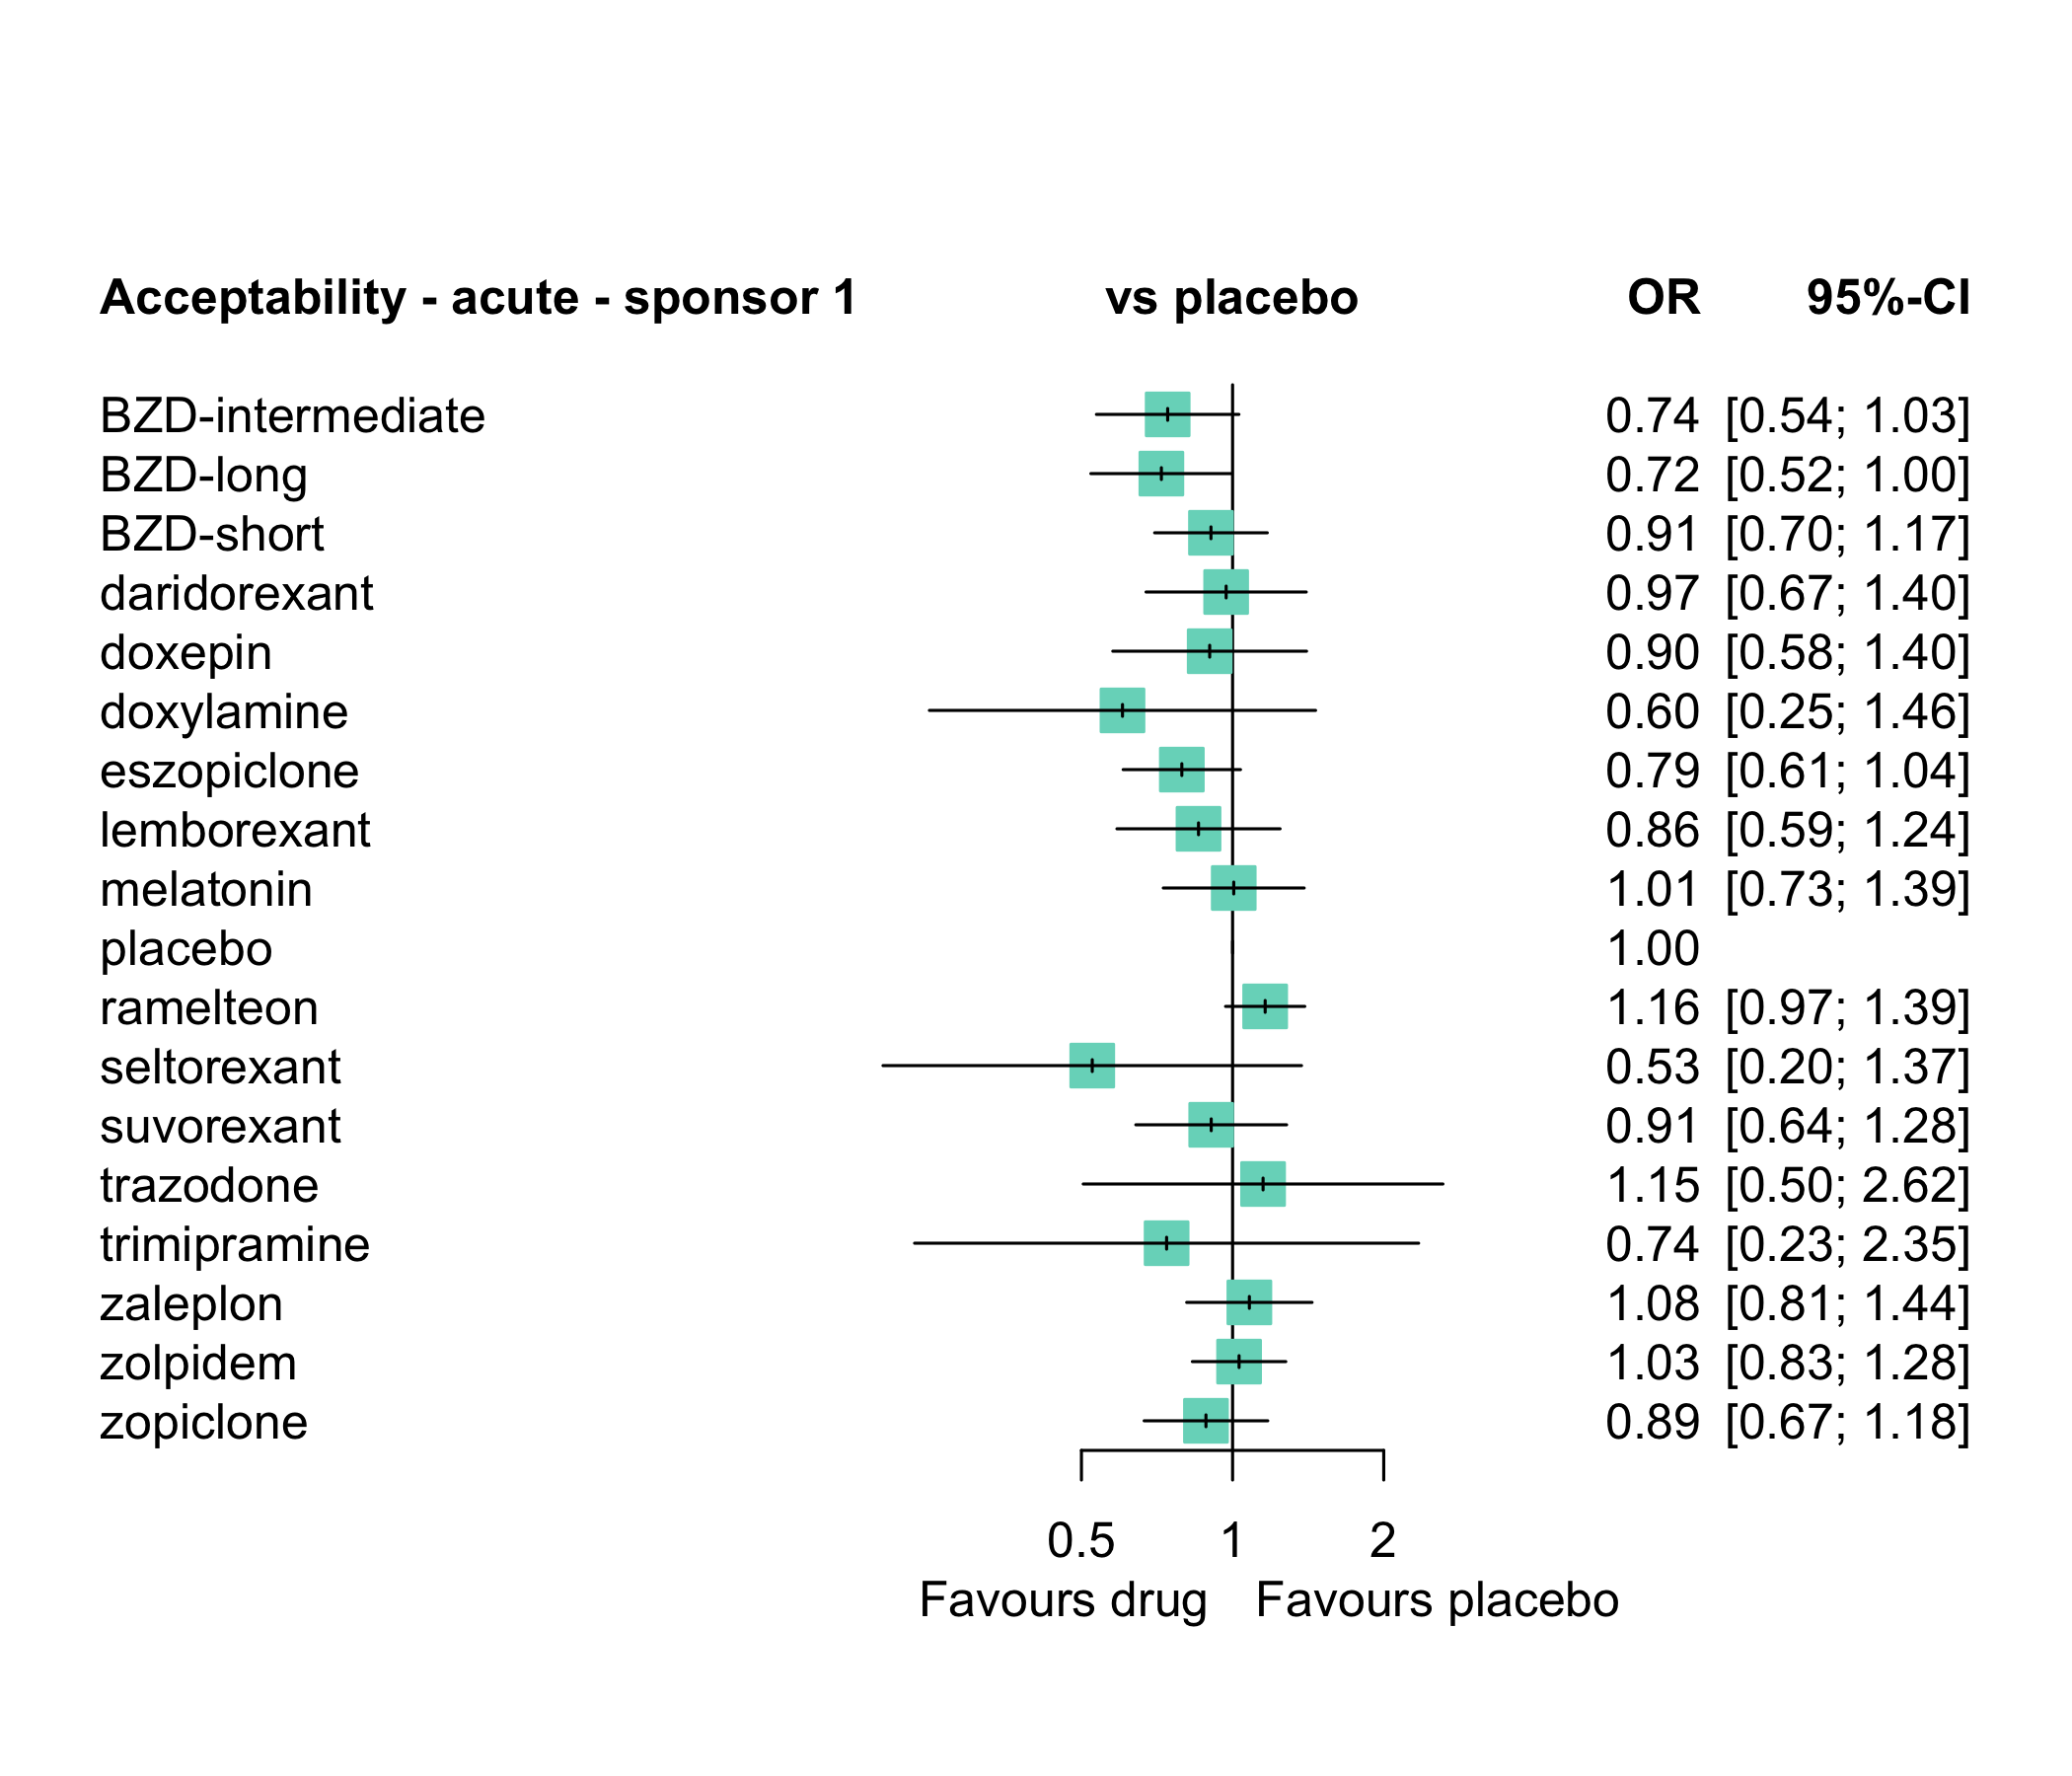 Acceptability - acute - sponsor 1 vs placebo OR 95%-CI
BZD-intermediate 0.74 [0.54; 1.03]
BZD-long 0.72 [0.52; 1.00]
BZD-short 0.91 [0.70; 1.17]
daridorexant 0.97 [0.67; 1.40]
doxepin 0.90 [0.58; 1.40]
doxylamine 0.60 [0.25; 1.46]
eszopiclone 0.79 [0.61; 1.04]
lemborexant 0.86 [0.59; 1.24]
melatonin 1.01 [0.73; 1.39]
placebo 1.00
ramelteon 1.16 [0.97; 1.39]
seltorexant 0.53 [0.20; 1.37]
suvorexant 0.91 [0.64; 1.28]
trazodone 1.15 [0.50; 2.62]
trimipramine 0.74 [0.23; 2.35]
zaleplon 1.08 [0.81; 1.44]
zolpidem 1.03 [0.83; 1.28]
zopiclone 0.89 [0.67; 1.18]
0.5 1 2
Favours drug Favours placebo